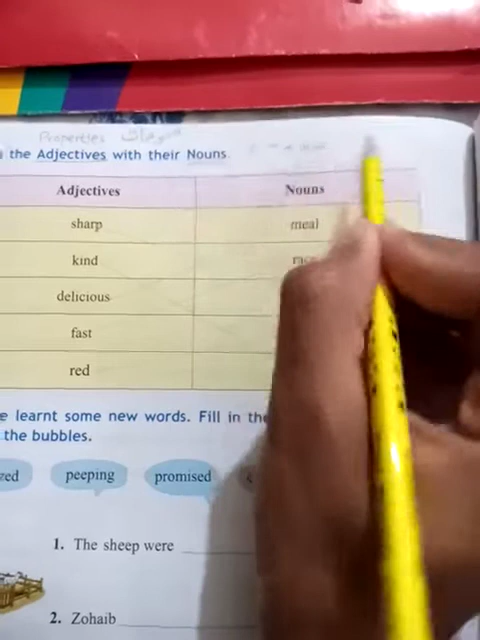 Properties
the Adjectives with their Nouns.
Adjectives Nouns
sharp meal
kind
delicious
fast
red
learnt some new words. Fill in the
the bubbles.
peeping promised
1. The sheep were
2. Zohaib